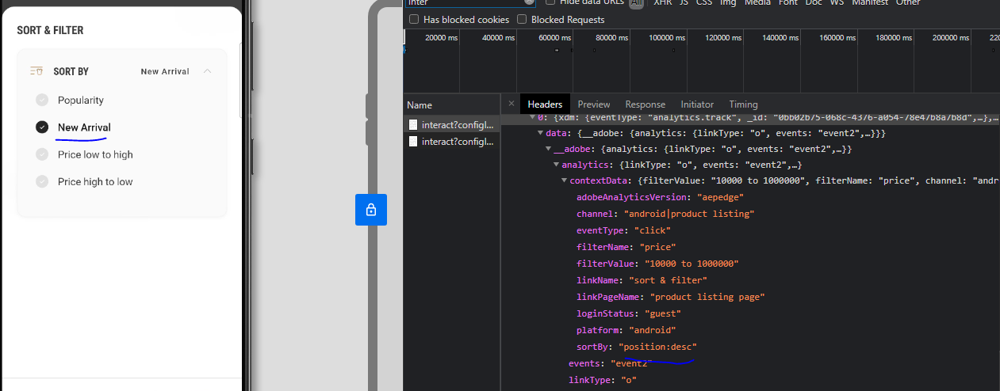 SORT & FILTER
SORT BY
New Arrival
Popularity
New Arrival
Price low to high
Price high to low
inter
Hide data URLs
All
XHR
JS
CSS
Img
Media
Font
Doc
WS
Manifest
Other
Has blocked cookies
Blocked Requests
20000 ms
40000 ms
60000 ms
80000 ms
100000 ms
120000 ms
140000 ms
160000 ms
180000 ms
200000 ms
220
Name
interact?configI...
interact?configI...
× Headers Preview Response Initiator Timing
0: {xdm: {eventType: "analytics.track", _id: "0bb02b75-068c-4376-a054-78e47b8a7b8d",…},…
data: {__adobe: {analytics: {linkType: "o", events: "event2",…}}}
__adobe: {analytics: {linkType: "o", events: "event2",…}}
analytics: {linkType: "o", events: "event2",…}
contextData: {filterValue: "10000 to 1000000", filterName: "price", channel: "andr
adobeAnalyticsVersion: "aepedge"
channel: "android|product listing"
eventType: "click"
filterName: "price"
filterValue: "10000 to 1000000"
linkName: "sort & filter"
linkPageName: "product listing page"
loginStatus: "guest"
platform: "android"
sortBy: "position:desc"
events: "event2"
linkType: "o"